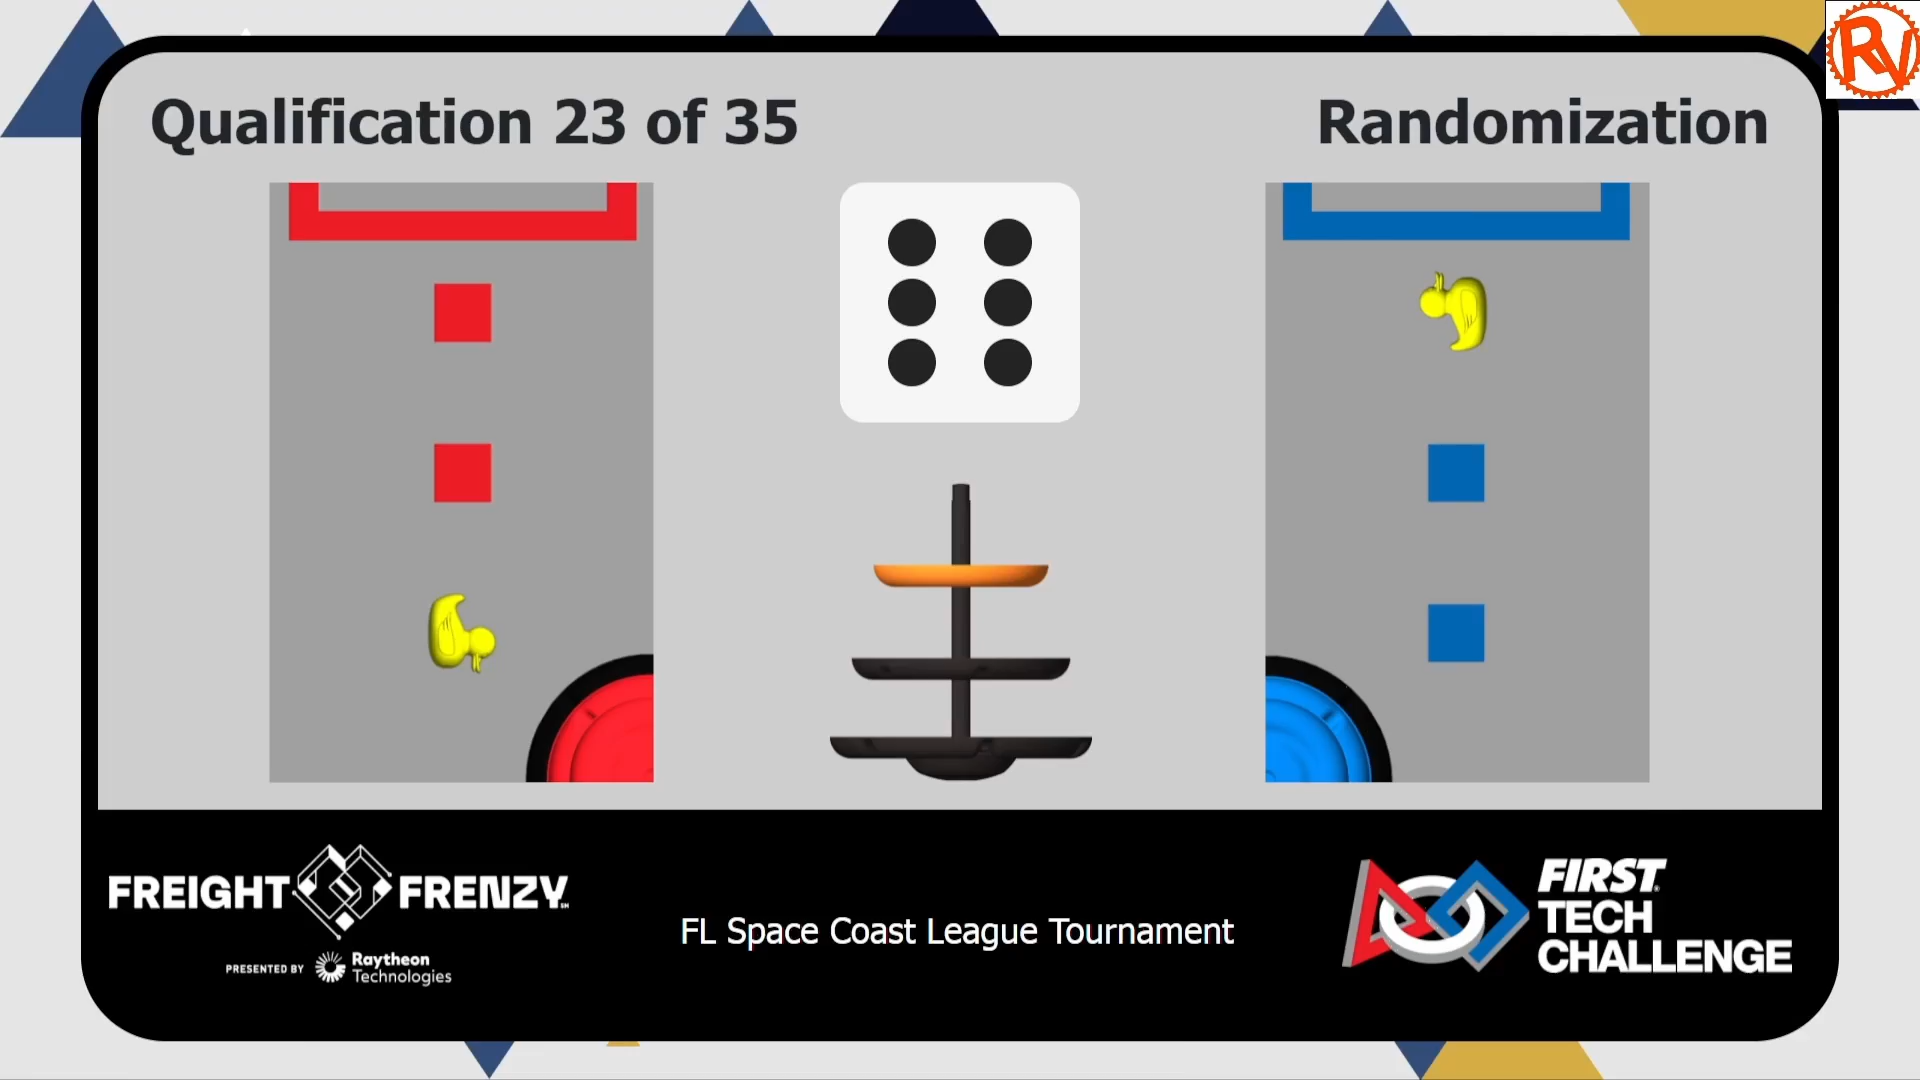 RV
Qualification 23 of 35
Randomization
FREIGHT FRENZY
PRESENTED BY Raytheon
Technologies
FL Space Coast League Tournament
FIRST
TECH
CHALLENGE